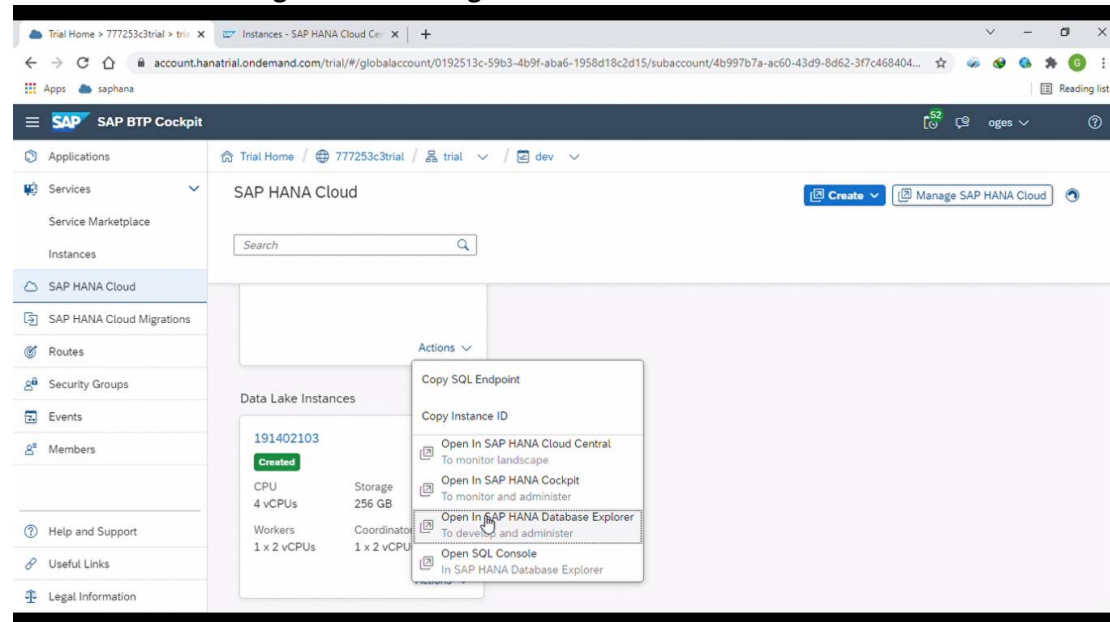 Trial Home > 777253c3trial > tria
Instances - SAP HANA Cloud Cen
account.hanatrial.ondemand.com/trial/#/globalaccount/0192513c-59b3-4b9f-aba6-1958d18c2d15/subaccount/4b997b7a-ac60-43d9-8d62-3f7c468404...
G
Apps saphana
Reading list
SAP SAP BTP Cockpit
52
oges
Applications
Trial Home / 777253c3trial / trial / dev
Services
SAP HANA Cloud
Create
Manage SAP HANA Cloud
Service Marketplace
Search
Instances
SAP HANA Cloud
SAP HANA Cloud Migrations
Routes
Actions
Security Groups
Copy SQL Endpoint
Data Lake Instances
Events
Copy Instance ID
191402103
Members
Open In SAP HANA Cloud Central
To monitor landscape
Created
CPU
Storage
Open In SAP HANA Cockpit
To monitor and administer
4 vCPUs
256 GB
Open In SAP HANA Database Explorer
To develop and administer
Help and Support
Workers
Coordinator
1 x 2 vCPUs
1 x 2 vCPU
Open SQL Console
In SAP HANA Database Explorer
Useful Links
Legal Information